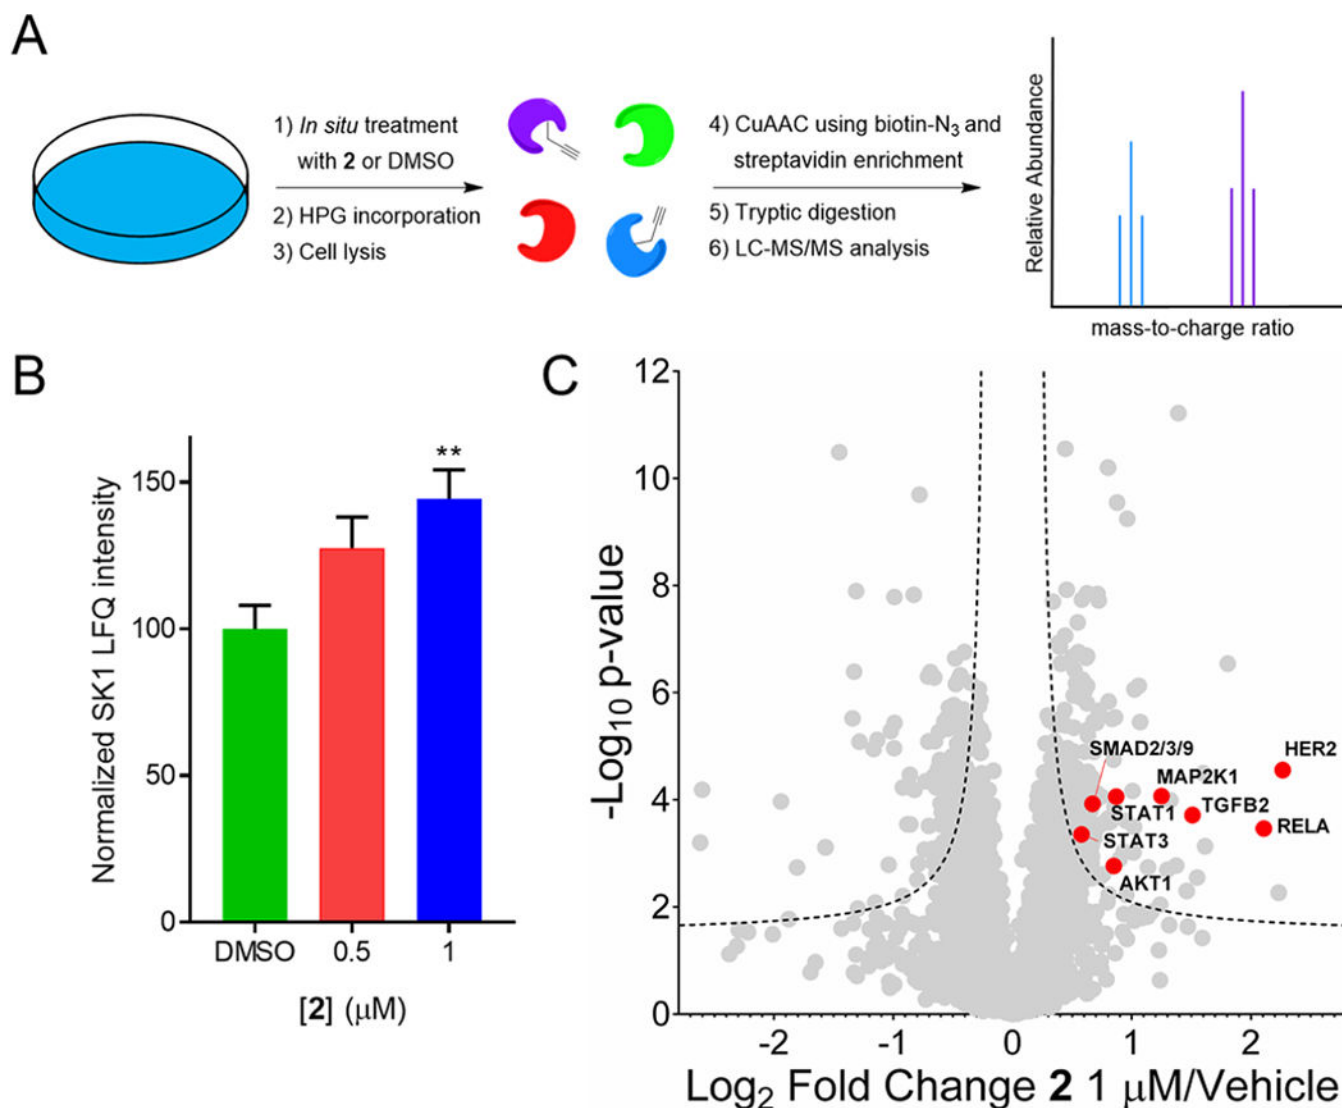 A
1) In situ treatment
with 2 or DMSO
2) HPG incorporation
3) Cell lysis
4) CuAAC using biotin-N₃ and
streptavidin enrichment
5) Tryptic digestion
6) LC-MS/MS analysis
Relative Abundance
mass-to-charge ratio
B
Normalized SK1 LFQ intensity
150
100
50
0
**
DMSO 0.5 1
[2] (μM)
C
-Log₁₀ p-value
12
10
8
6
4
2
0
SMAD2/3/9
HER2
MAP2K1
STAT1
TGFB2
STAT3
RELA
AKT1
-2 -1 0 1 2
Log₂ Fold Change 2 1 μM/Vehicle